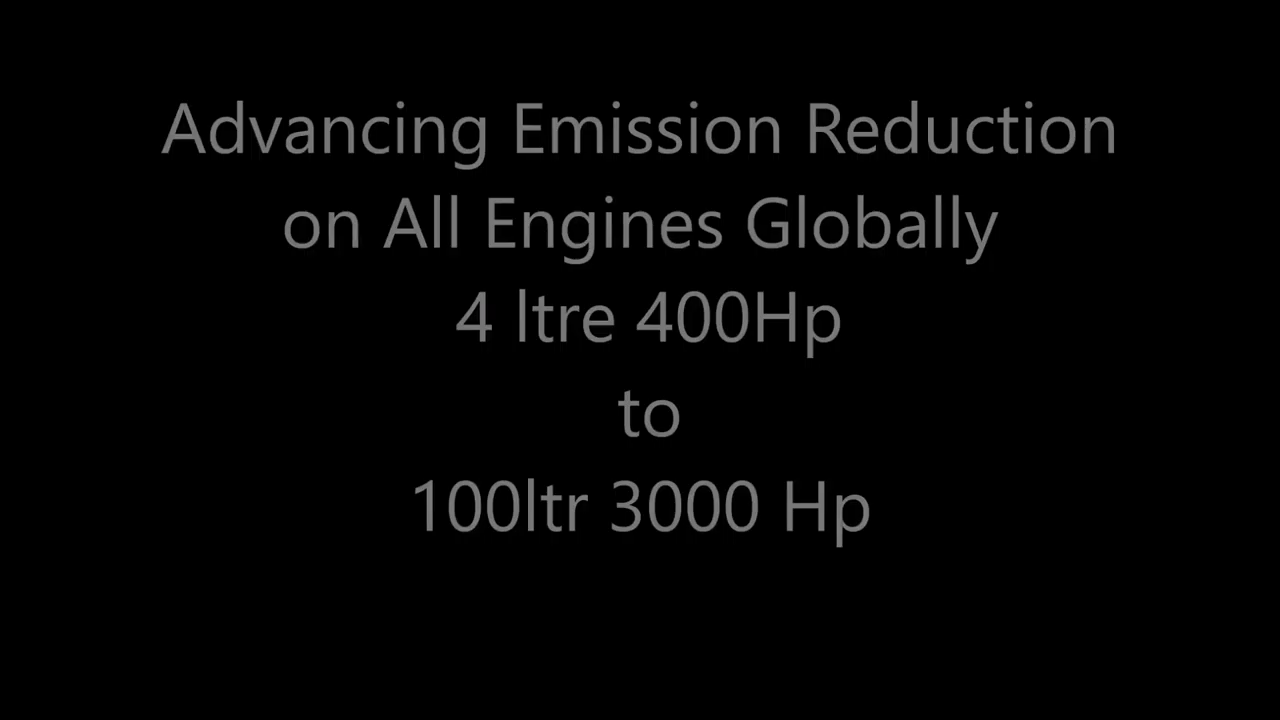 Advancing Emission Reduction
on All Engines Globally
4 ltre 400Hp
to
100ltr 3000 Hp